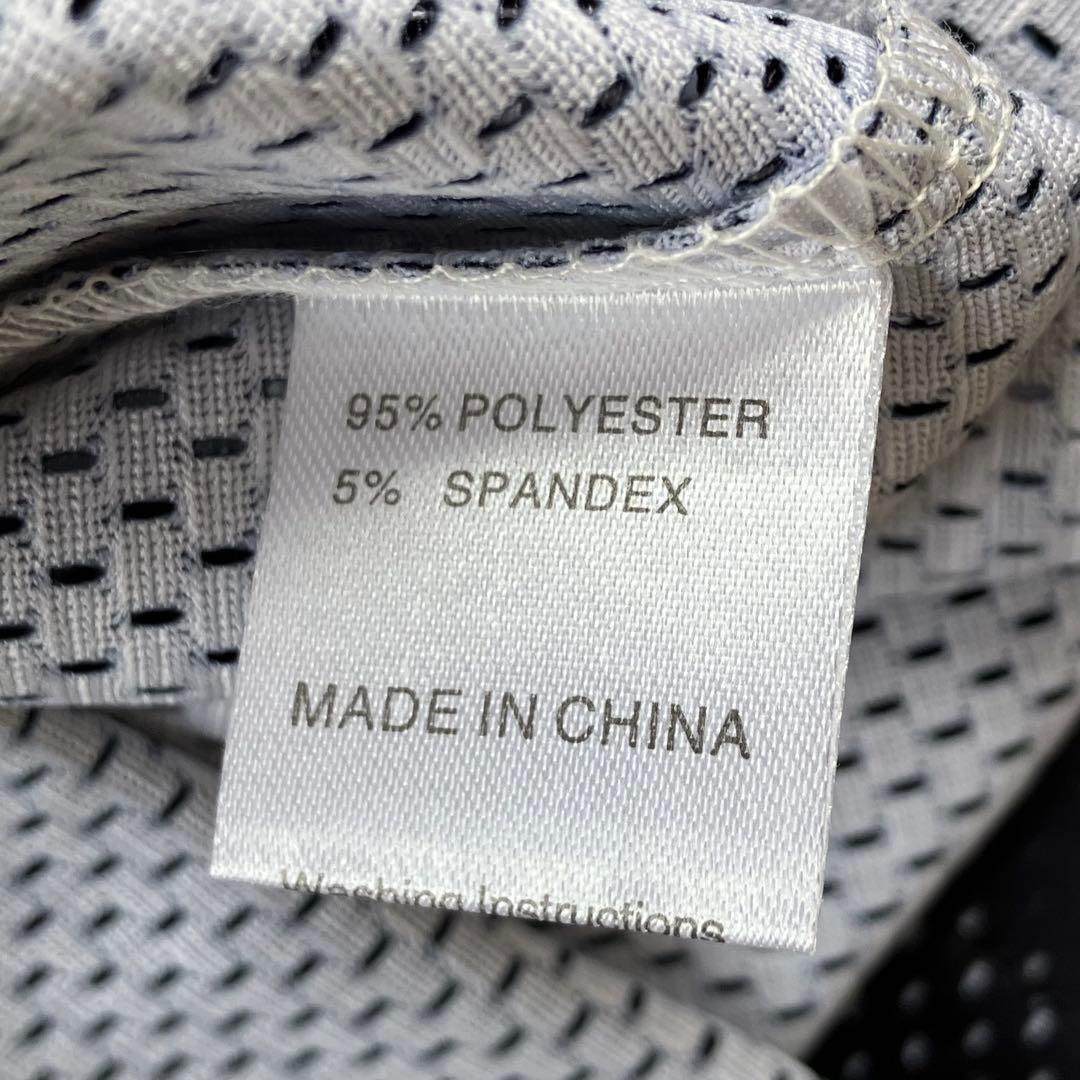 95% POLYESTER
5% SPANDEX
MADE IN CHINA
Washing Instructions